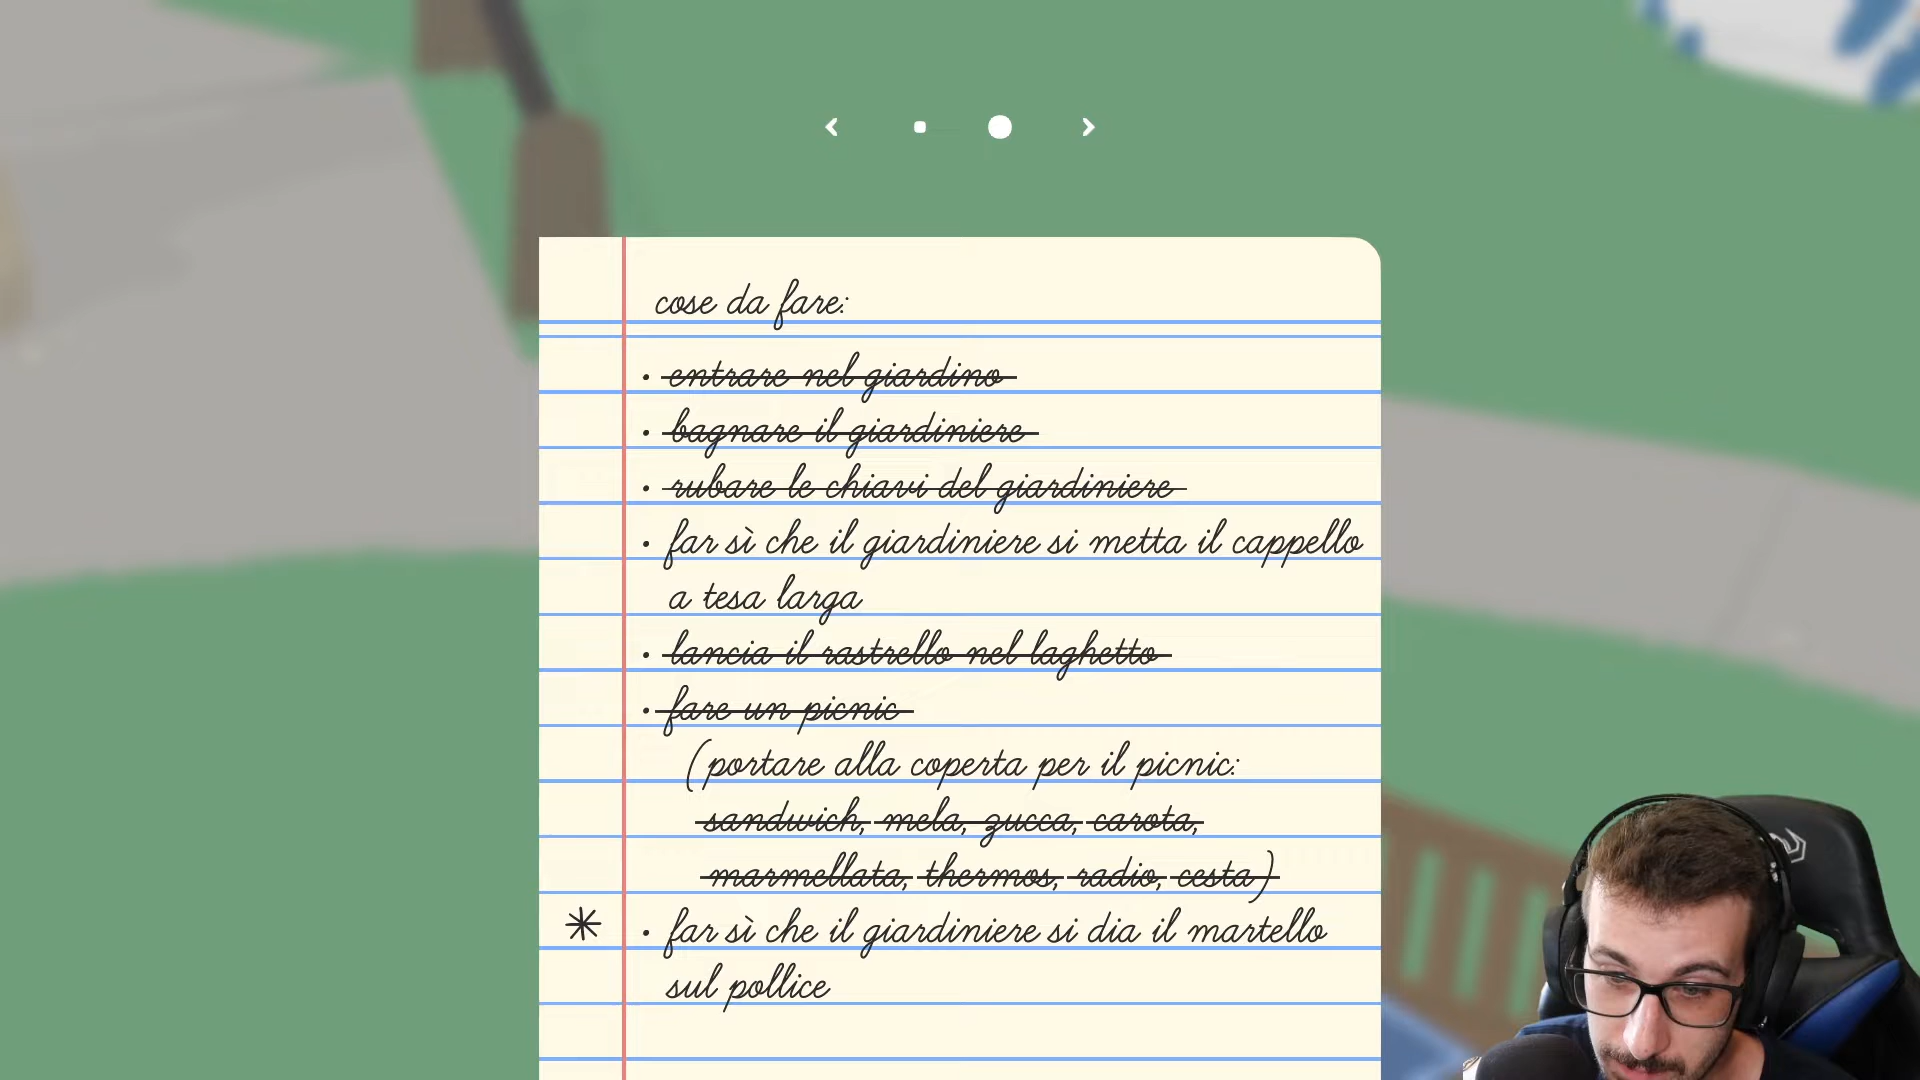 cose da fare:
• entrare nel giardino
• bagnare il giardiniere
• rubare le chiavi del giardiniere
• far sì che il giardiniere si metta il cappello
a tesa larga
• lancia il rastrello nel laghetto
• fare un picnic
(portare alla coperta per il picnic:
sandwich, mela, zucca, carota,
marmellata, thermos, radio, cesta)
• far sì che il giardiniere si dia il martello
sul pollice